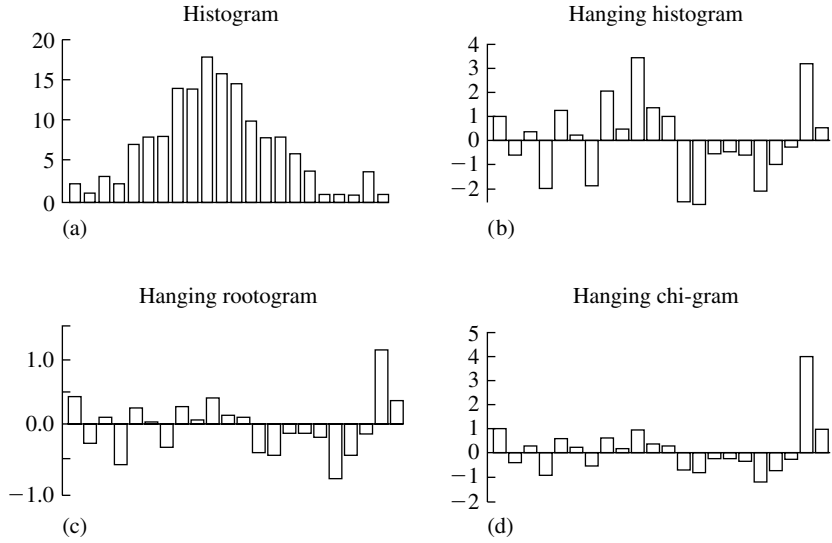 Histogram
20
15
10
5
0
(a)
Hanging histogram
4
3
2
1
0
−1
−2
(b)
Hanging rootogram
1.0
0.0
−1.0
(c)
Hanging chi-gram
5
4
3
2
1
0
−1
−2
(d)